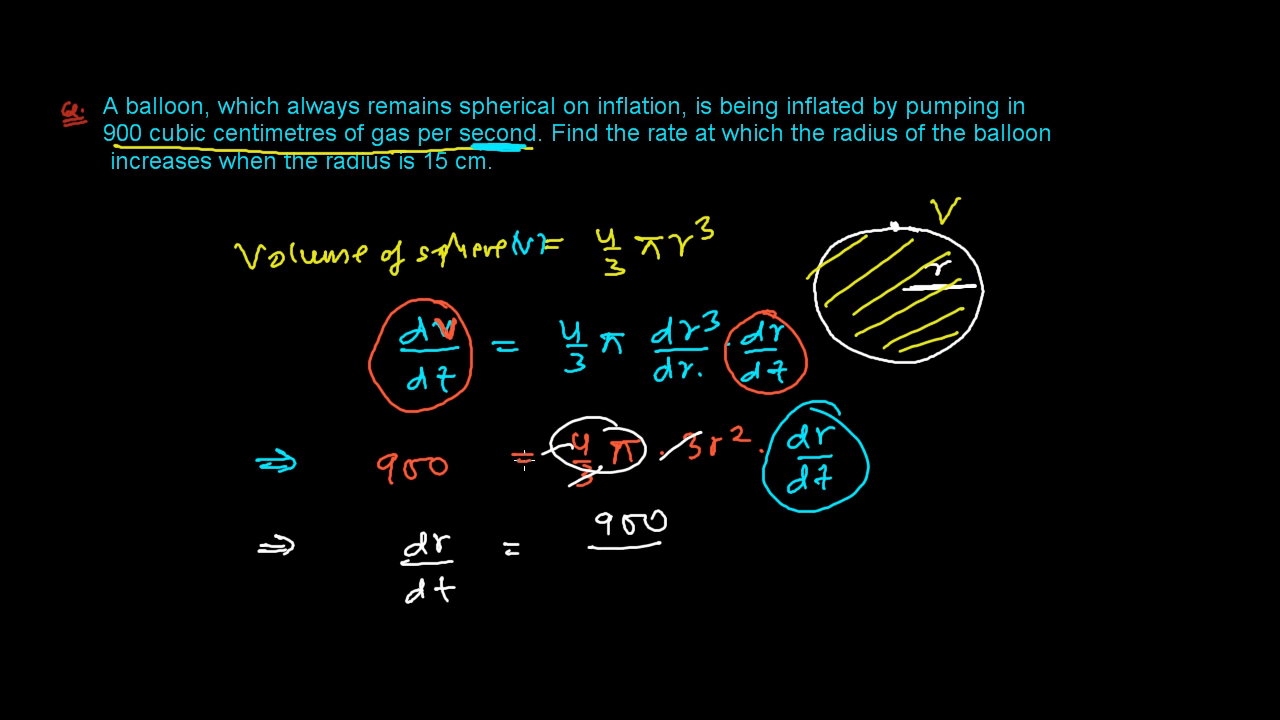 Q. A balloon, which always remains spherical on inflation, is being inflated by pumping in
900 cubic centimetres of gas per second. Find the rate at which the radius of the balloon
increases when the radius is 15 cm.
V
Volume of sphere (V) = 4/3 π r³
r
dV/dt = 4/3 π dr³/dr . dr/dt
⇒ 900 = 4/3 π . 3r² . dr/dt
⇒ dr/dt = 900